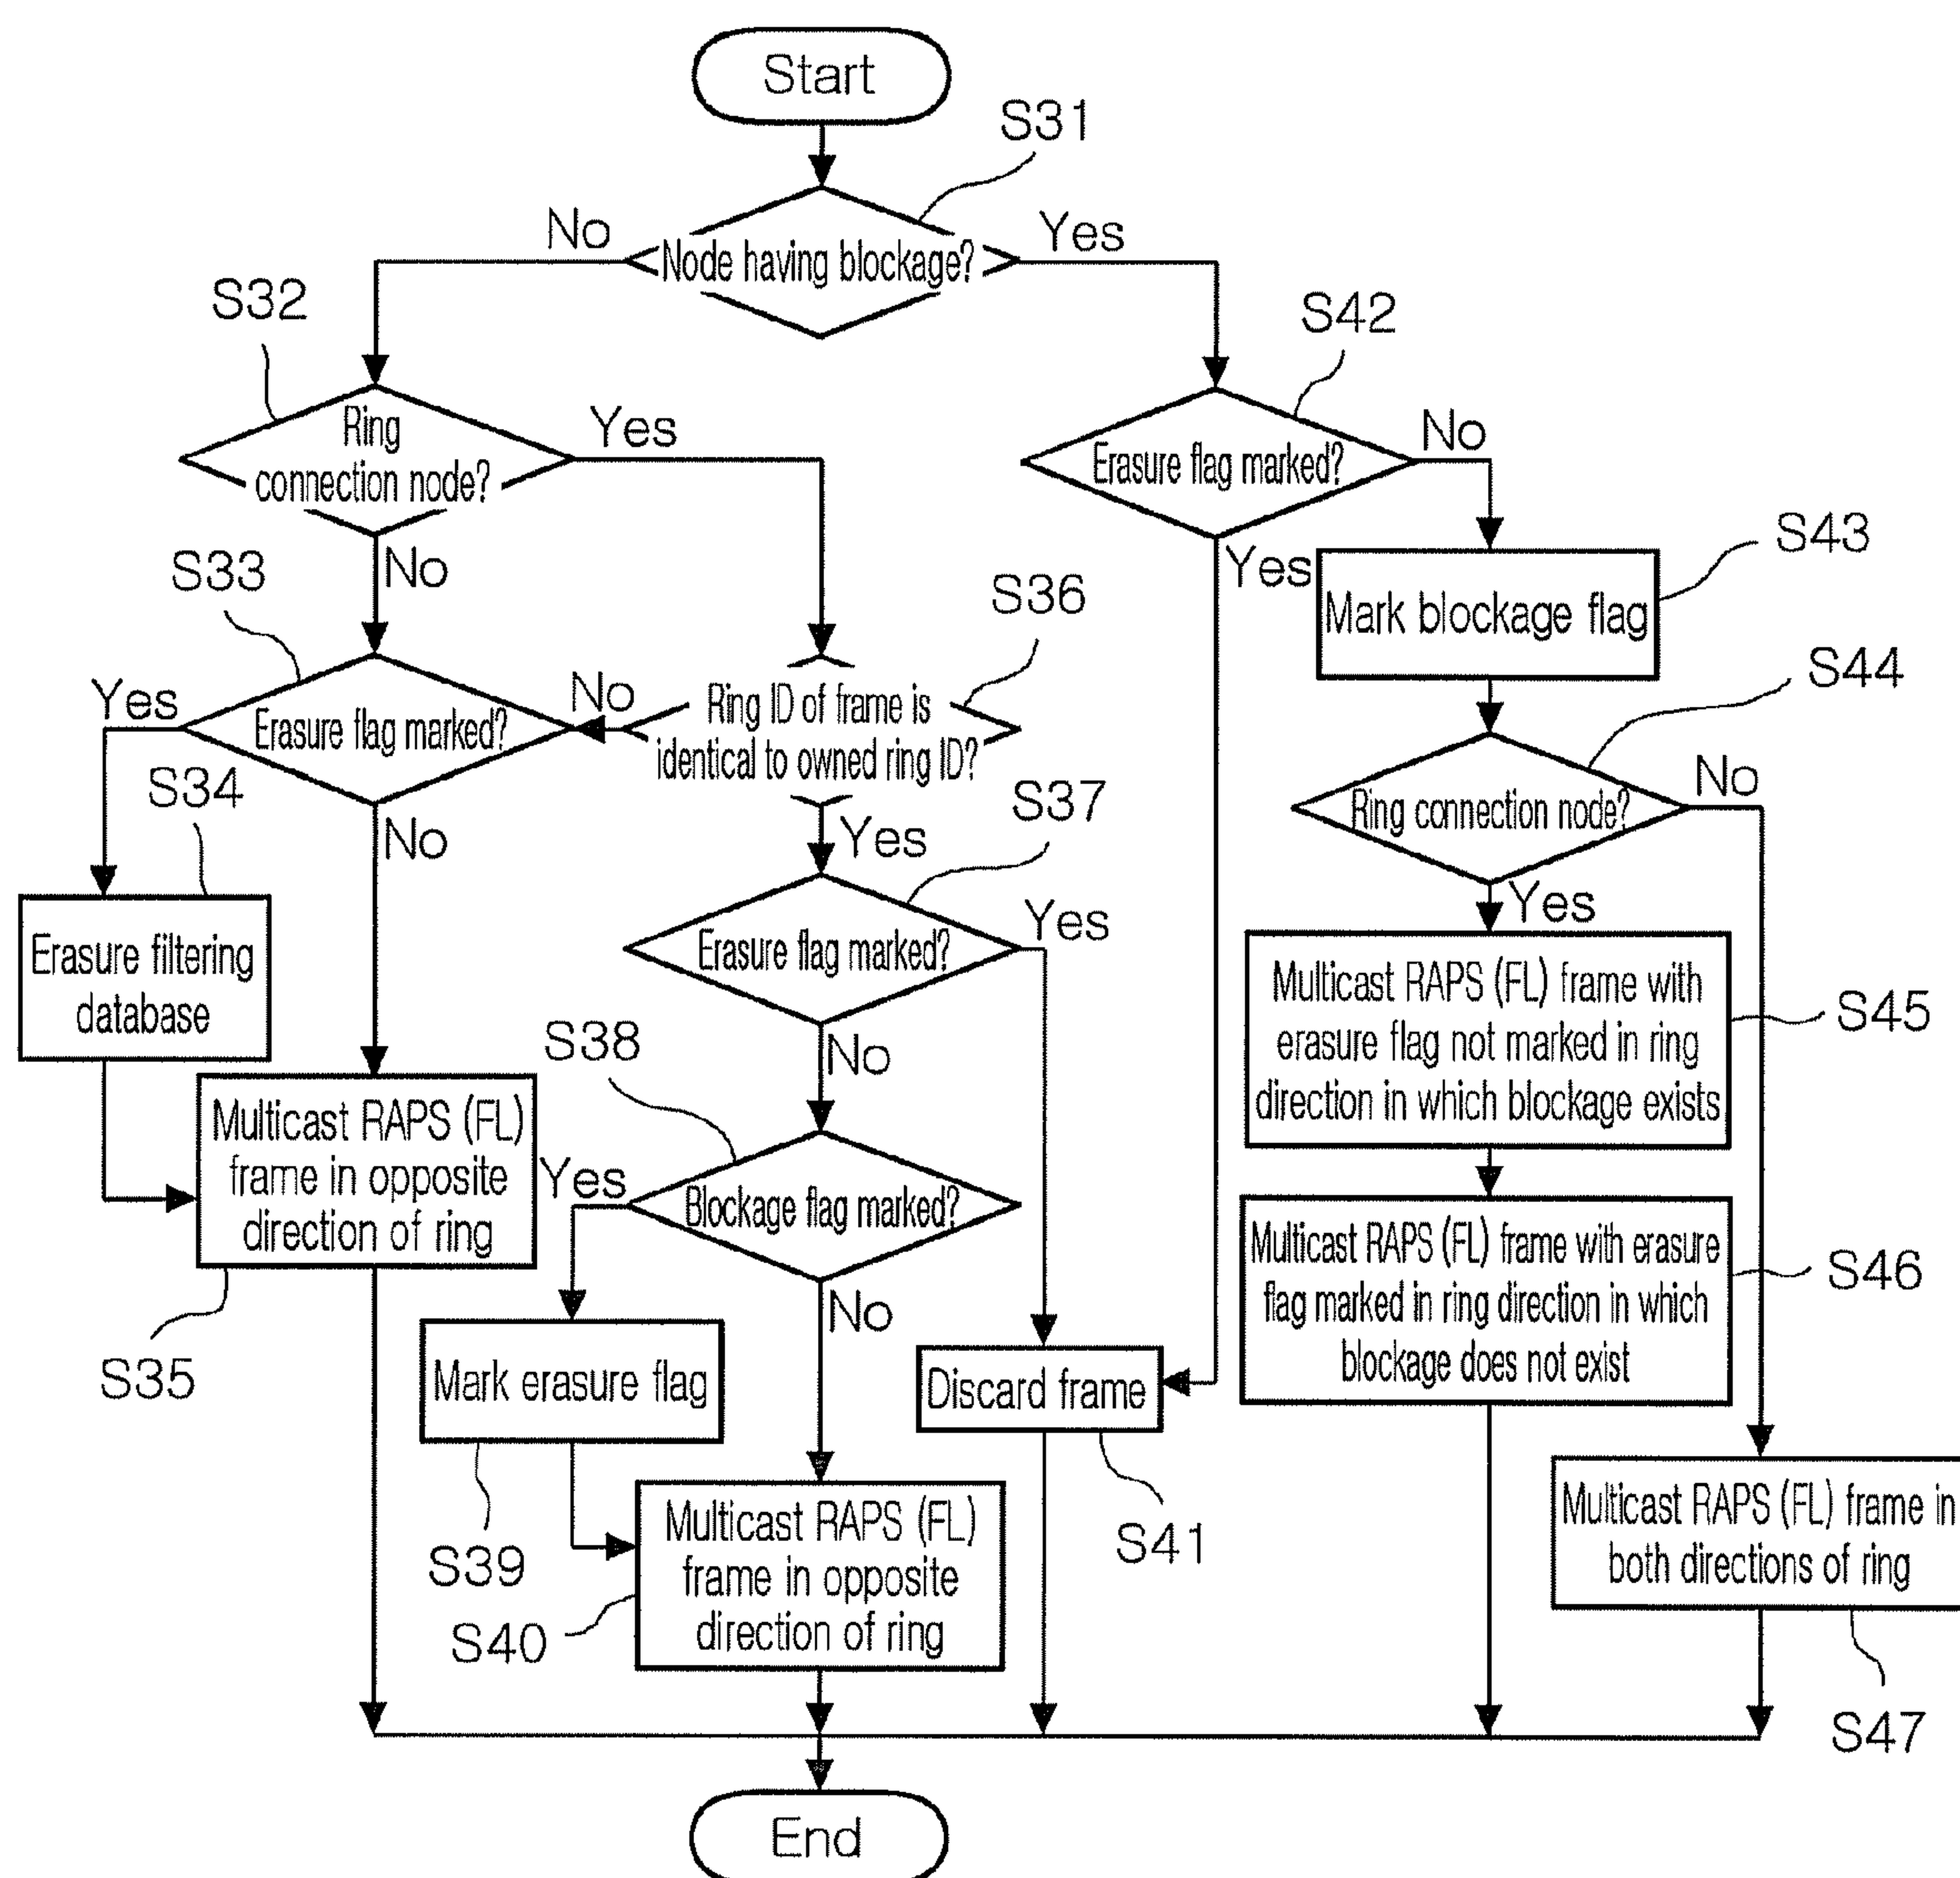 Start
S31
No
Yes
Node having blockage?
S32
S42
Ring
connection node?
Yes
Erasure flag marked?
No
No
Yes
S43
Mark blockage flag
S33
S36
S44
Yes
Erasure flag marked?
No
Ring ID of frame is
identical to owned ring ID?
Ring connection node?
No
S34
No
Yes
S37
Yes
Erasure filtering
database
Erasure flag marked?
Yes
Multicast RAPS (FL) frame with
erasure flag not marked in ring
direction in which blockage exists
S45
S38
No
Multicast RAPS (FL)
frame in opposite
direction of ring
S35
Yes
Blockage flag marked?
Multicast RAPS (FL) frame with erasure
flag marked in ring direction in which
blockage does not exist
S46
No
Mark erasure flag
S39
Discard frame
S41
Multicast RAPS (FL)
frame in opposite
direction of ring
S40
Multicast RAPS (FL) frame in
both directions of ring
S47
End